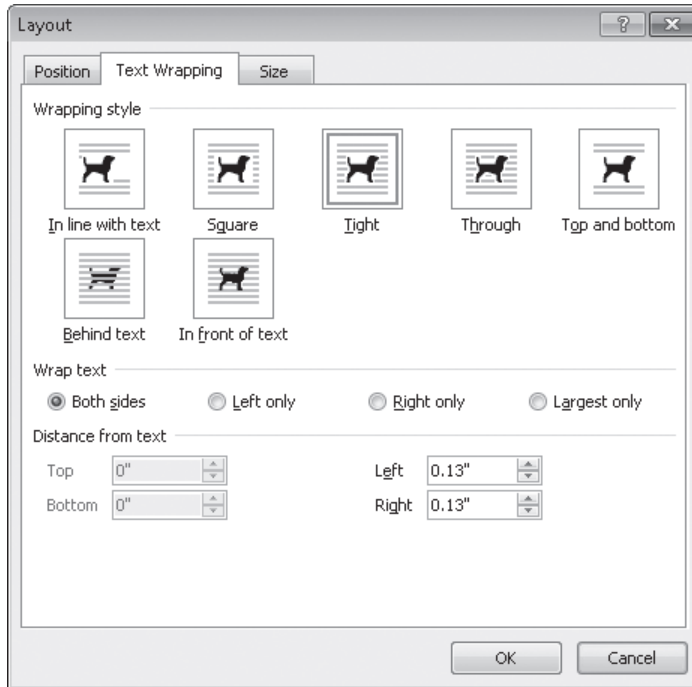 Layout
Position Text Wrapping Size
Wrapping style
In line with text Square Tight Through Top and bottom
Behind text In front of text
Wrap text
Both sides Left only Right only Largest only
Distance from text
Top 0" Left 0.13"
Bottom 0" Right 0.13"
OK Cancel